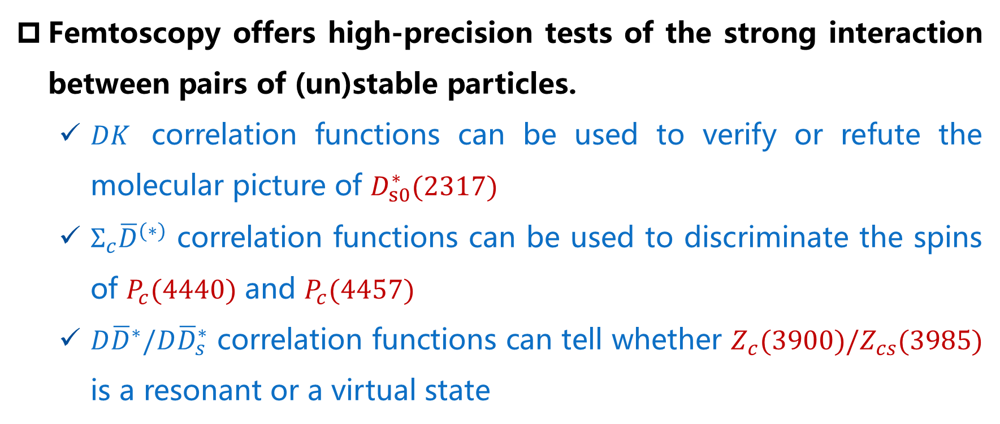 ❑ Femtoscopy offers high-precision tests of the strong interaction
between pairs of (un)stable particles.
✓ DK correlation functions can be used to verify or refute the
molecular picture of $D_{s0}^{*}(2317)$
✓ $\Sigma_c \overline{D}^{(*)}$ correlation functions can be used to discriminate the spins
of $P_c(4440)$ and $P_c(4457)$
✓ $D\overline{D}^{*}/D\overline{D}_s^{*}$ correlation functions can tell whether $Z_c(3900)/Z_{cs}(3985)$
is a resonant or a virtual state